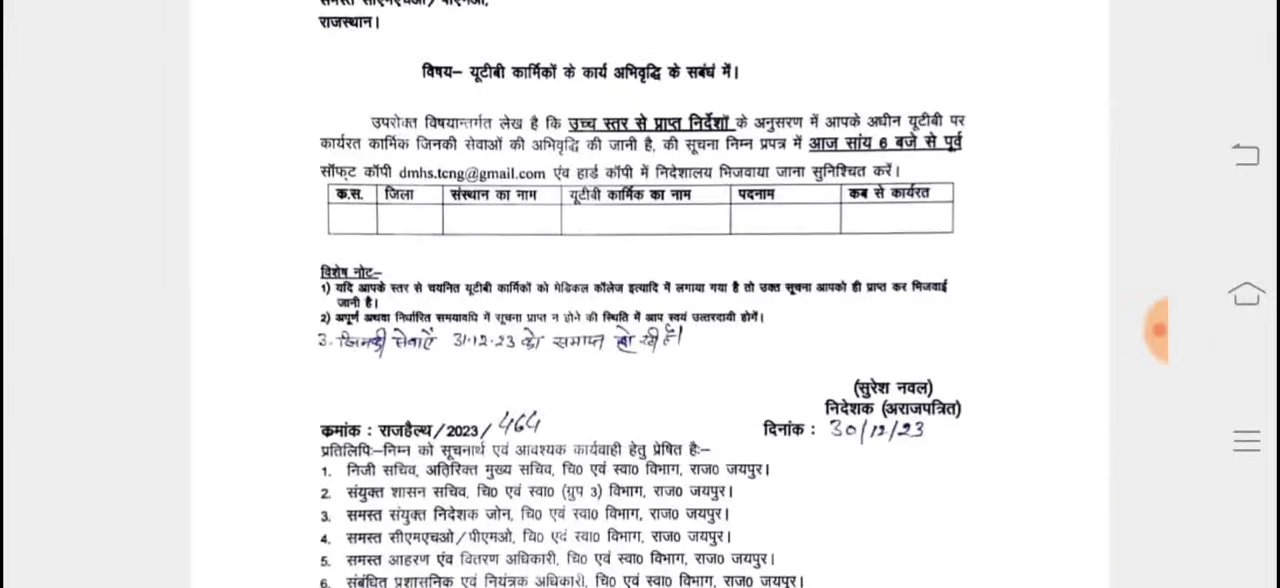 समस्त सीएमएचओ/पीएमओ,
राजस्थान।
विषय– यूटीबी कार्मिकों के कार्य अभिवृद्धि के सबंध में।
उपरोक्त विषयान्तर्गत लेख है कि उच्च स्तर से प्राप्त निर्देशों के अनुसरण में आपके अधीन यूटीबी पर
कार्यरत कार्मिक जिनकी सेवाओं की अभिवृद्धि की जानी है, की सूचना निम्न प्रपत्र में आज सांय 6 बजे से पूर्व
सॉफ्ट कॉपी dmhs.tcng@gmail.com एंव हार्ड कॉपी में निदेशालय भिजवाया जाना सुनिश्चित करें।
क.स. जिला संस्थान का नाम यूटीबी कार्मिक का नाम पदनाम कब से कार्यरत
विशेष नोट:–
1) यदि आपके स्तर से चयनित यूटीबी कार्मिकों को मेडिकल कॉलेज इत्यादि में लगाया गया है तो उक्त सूचना आपको ही प्राप्त कर भिजवाई
जानी है।
2) अपूर्ण अथवा निर्धारित समयावधि में सूचना प्राप्त न होने की स्थिति में आप स्वयं उत्तरदायी होगें।
3. जिनकी सेवाऐं 31.12.23 को समाप्त हो रही है।
(सुरेश नवल)
निदेशक (अराजपत्रित)
कमांक : राजहैल्थ/2023/464 दिनांक : 30/12/23
प्रतिलिपिः–निम्न को सूचनार्थ एवं आवश्यक कार्यवाही हेतु प्रेषित हैः–
1. निजी सचिव, अतिरिक्त मुख्य सचिव, चि0 एवं स्वा0 विभाग, राज0 जयपुर।
2. संयुक्त शासन सचिव, चि0 एवं स्वा0 (ग्रुप 3) विभाग, राज0 जयपुर।
3. समस्त संयुक्त निदेशक जोन, चि0 एवं स्वा0 विभाग, राज0 जयपुर।
4. समस्त सीएमएचओ/पीएमओ, चि0 एवं स्वा0 विभाग, राज0 जयपुर।
5. समस्त आहरण एंव वितरण अधिकारी, चि0 एवं स्वा0 विभाग, राज0 जयपुर।
6. संबंधित प्रशासनिक एवं नियंत्रक अधिकारी, चि0 एवं स्वा0 विभाग, राज0 जयपुर।